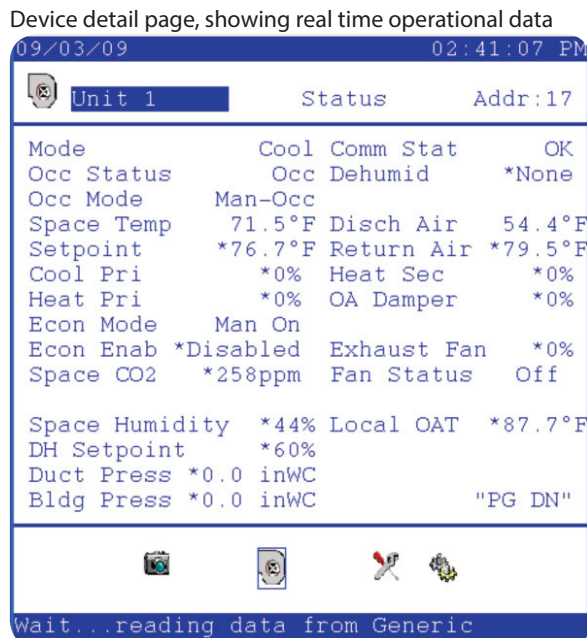 Device detail page, showing real time operational data
09/03/09 02:41:07 PM
Unit 1 Status Addr:17
Mode Cool Comm Stat OK
Occ Status Occ Dehumid *None
Occ Mode Man-Occ
Space Temp 71.5°F Disch Air 54.4°F
Setpoint *76.7°F Return Air *79.5°F
Cool Pri *0% Heat Sec *0%
Heat Pri *0% OA Damper *0%
Econ Mode Man On
Econ Enab *Disabled Exhaust Fan *0%
Space CO2 *258ppm Fan Status Off
Space Humidity *44% Local OAT *87.7°F
DH Setpoint *60%
Duct Press *0.0 inWC
Bldg Press *0.0 inWC "PG DN"
Wait...reading data from Generic